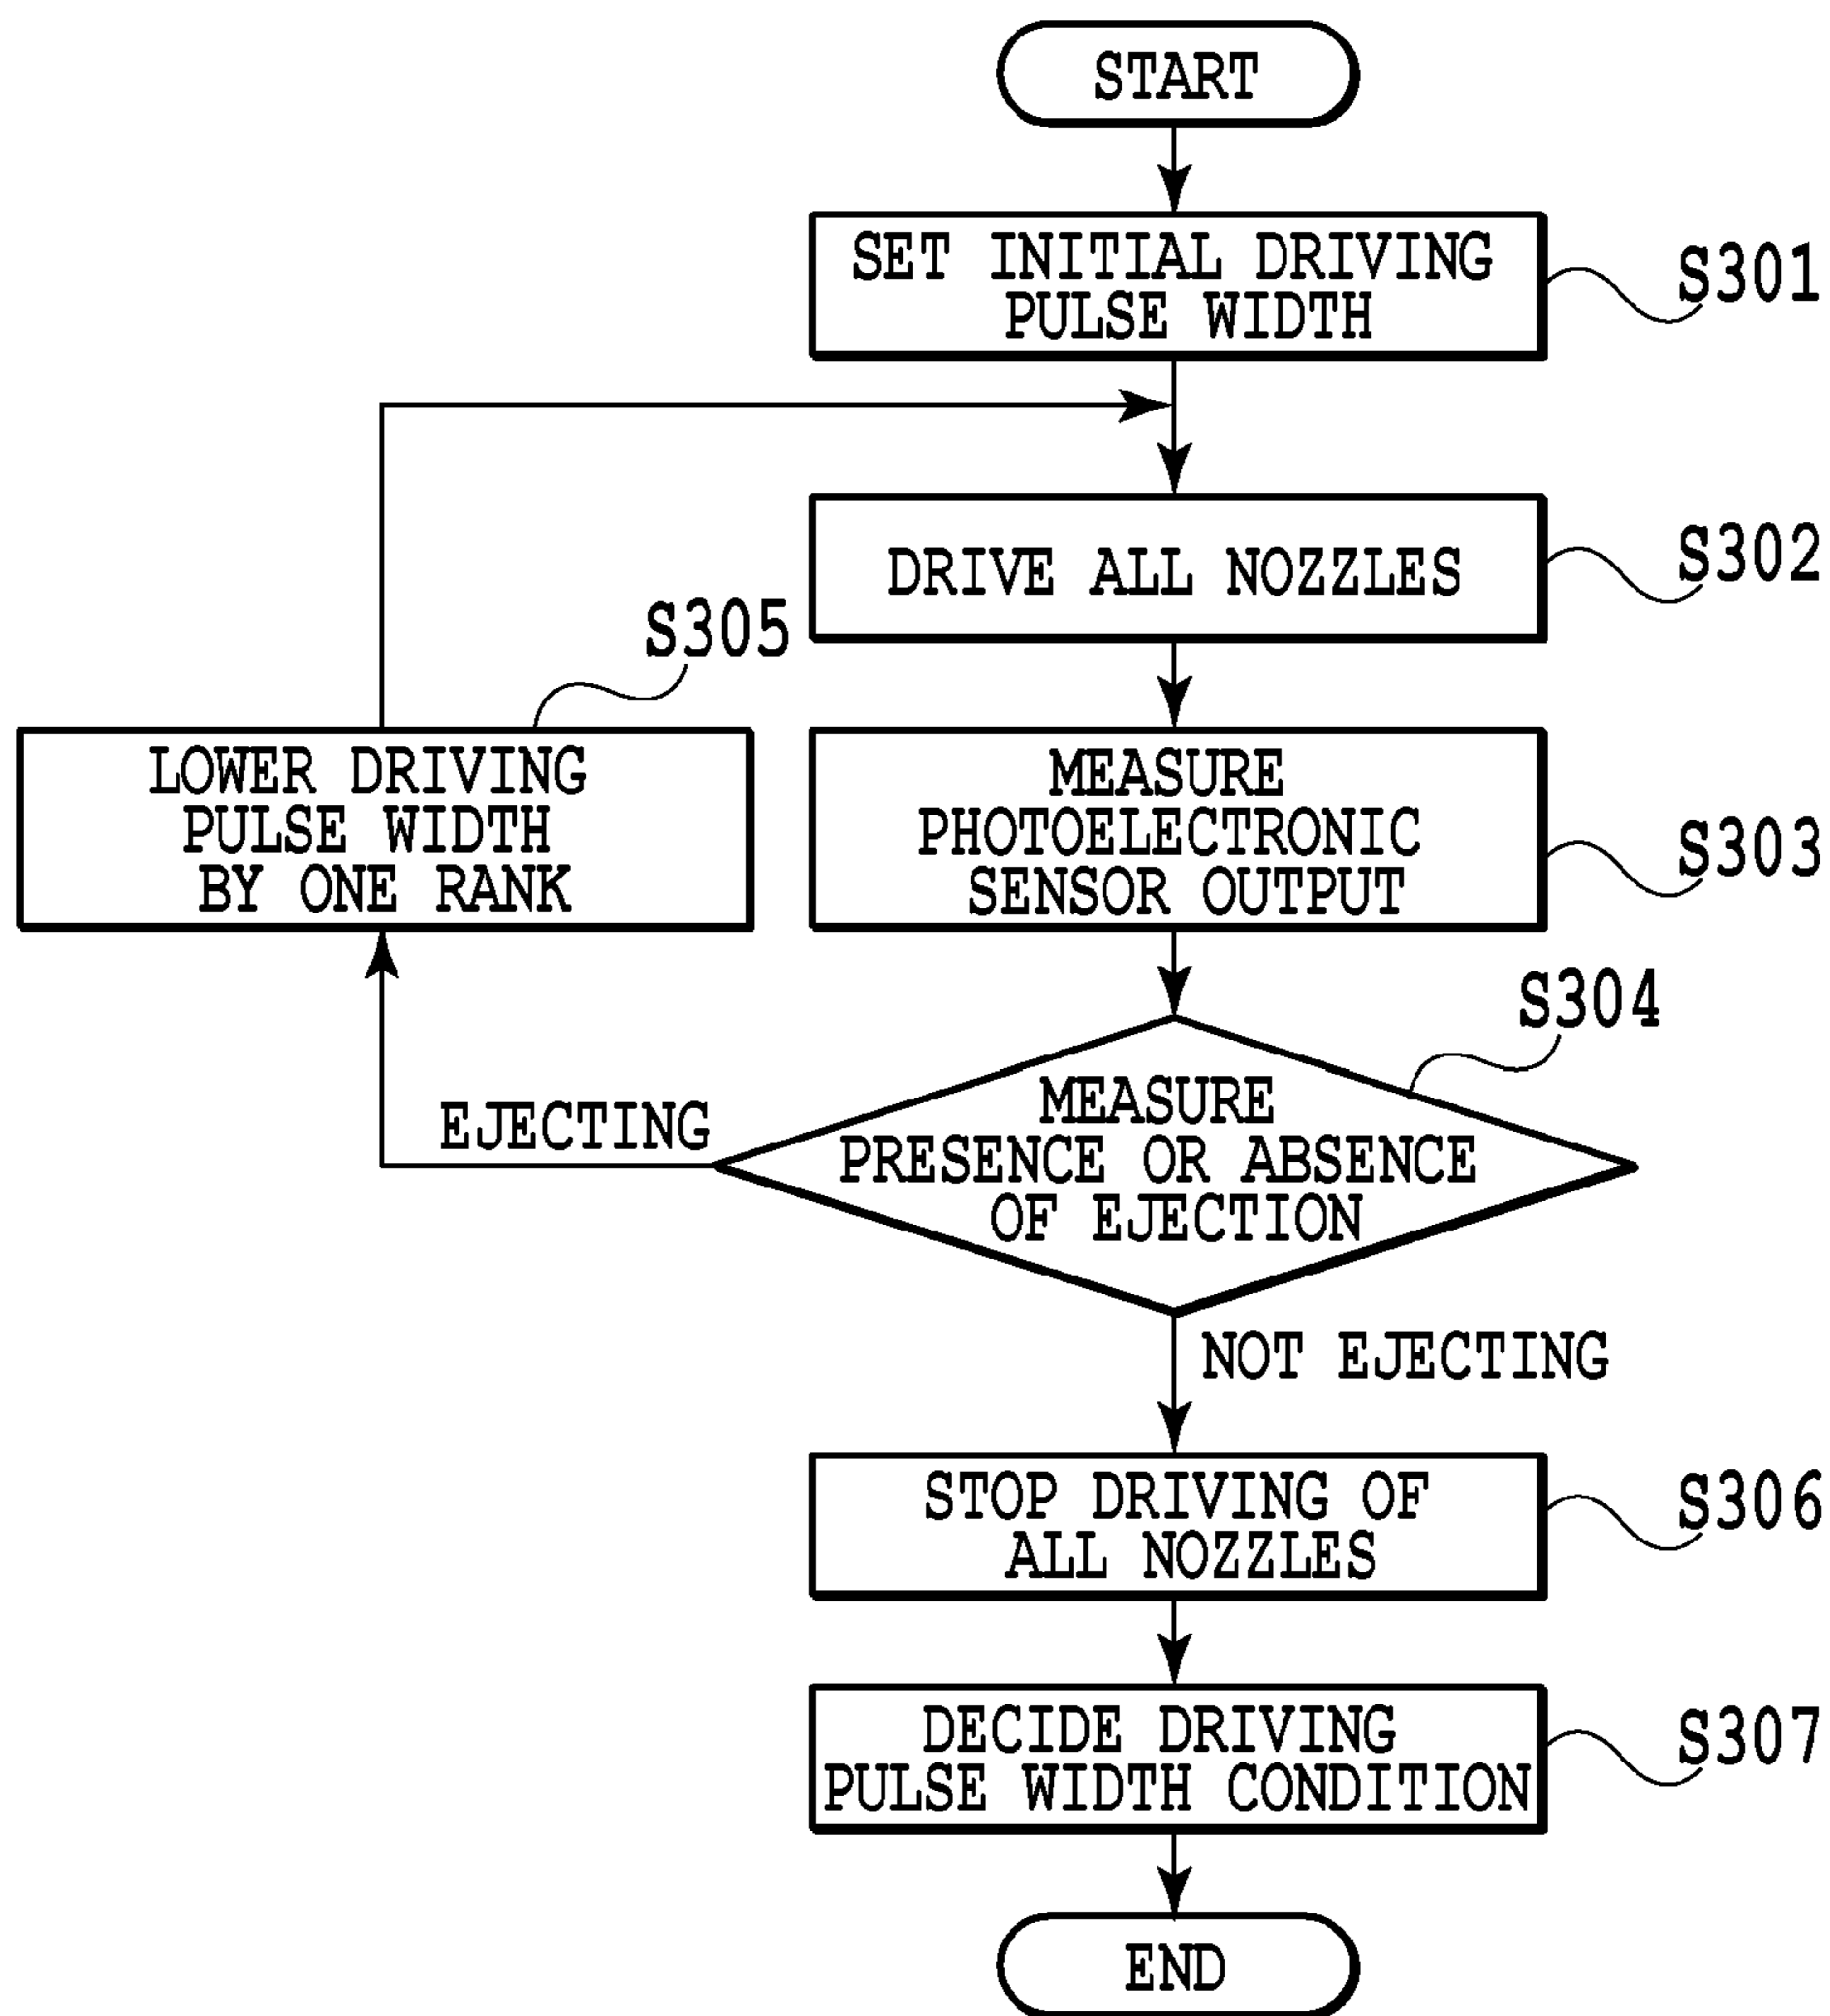 START
SET INITIAL DRIVING
PULSE WIDTH
S301
DRIVE ALL NOZZLES
S302
S305
LOWER DRIVING
PULSE WIDTH
BY ONE RANK
MEASURE
PHOTOELECTRONIC
SENSOR OUTPUT
S303
S304
MEASURE
PRESENCE OR ABSENCE
OF EJECTION
EJECTING
NOT EJECTING
STOP DRIVING OF
ALL NOZZLES
S306
DECIDE DRIVING
PULSE WIDTH CONDITION
S307
END